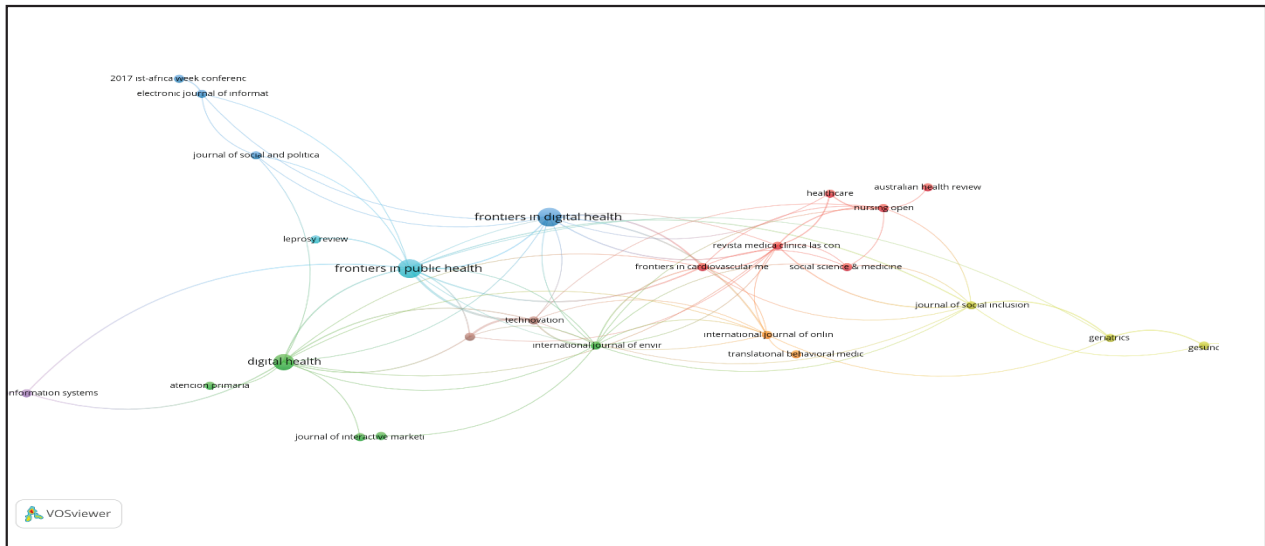 2017 ist-africa week conferenc
electronic journal of informat
journal of social and politica
healthcare
australian health review
nursing open
frontiers in digital health
leprosy review
revista medica clinica las con
frontiers in public health
frontiers in cardiovascular me
social science & medicine
journal of social inclusion
technovation
international journal of onlin
international journal of envir
geriatrics
gesunc
translational behavioral medic
digital health
atencion primaria
nformation systems
journal of interactive marketi
VOSviewer